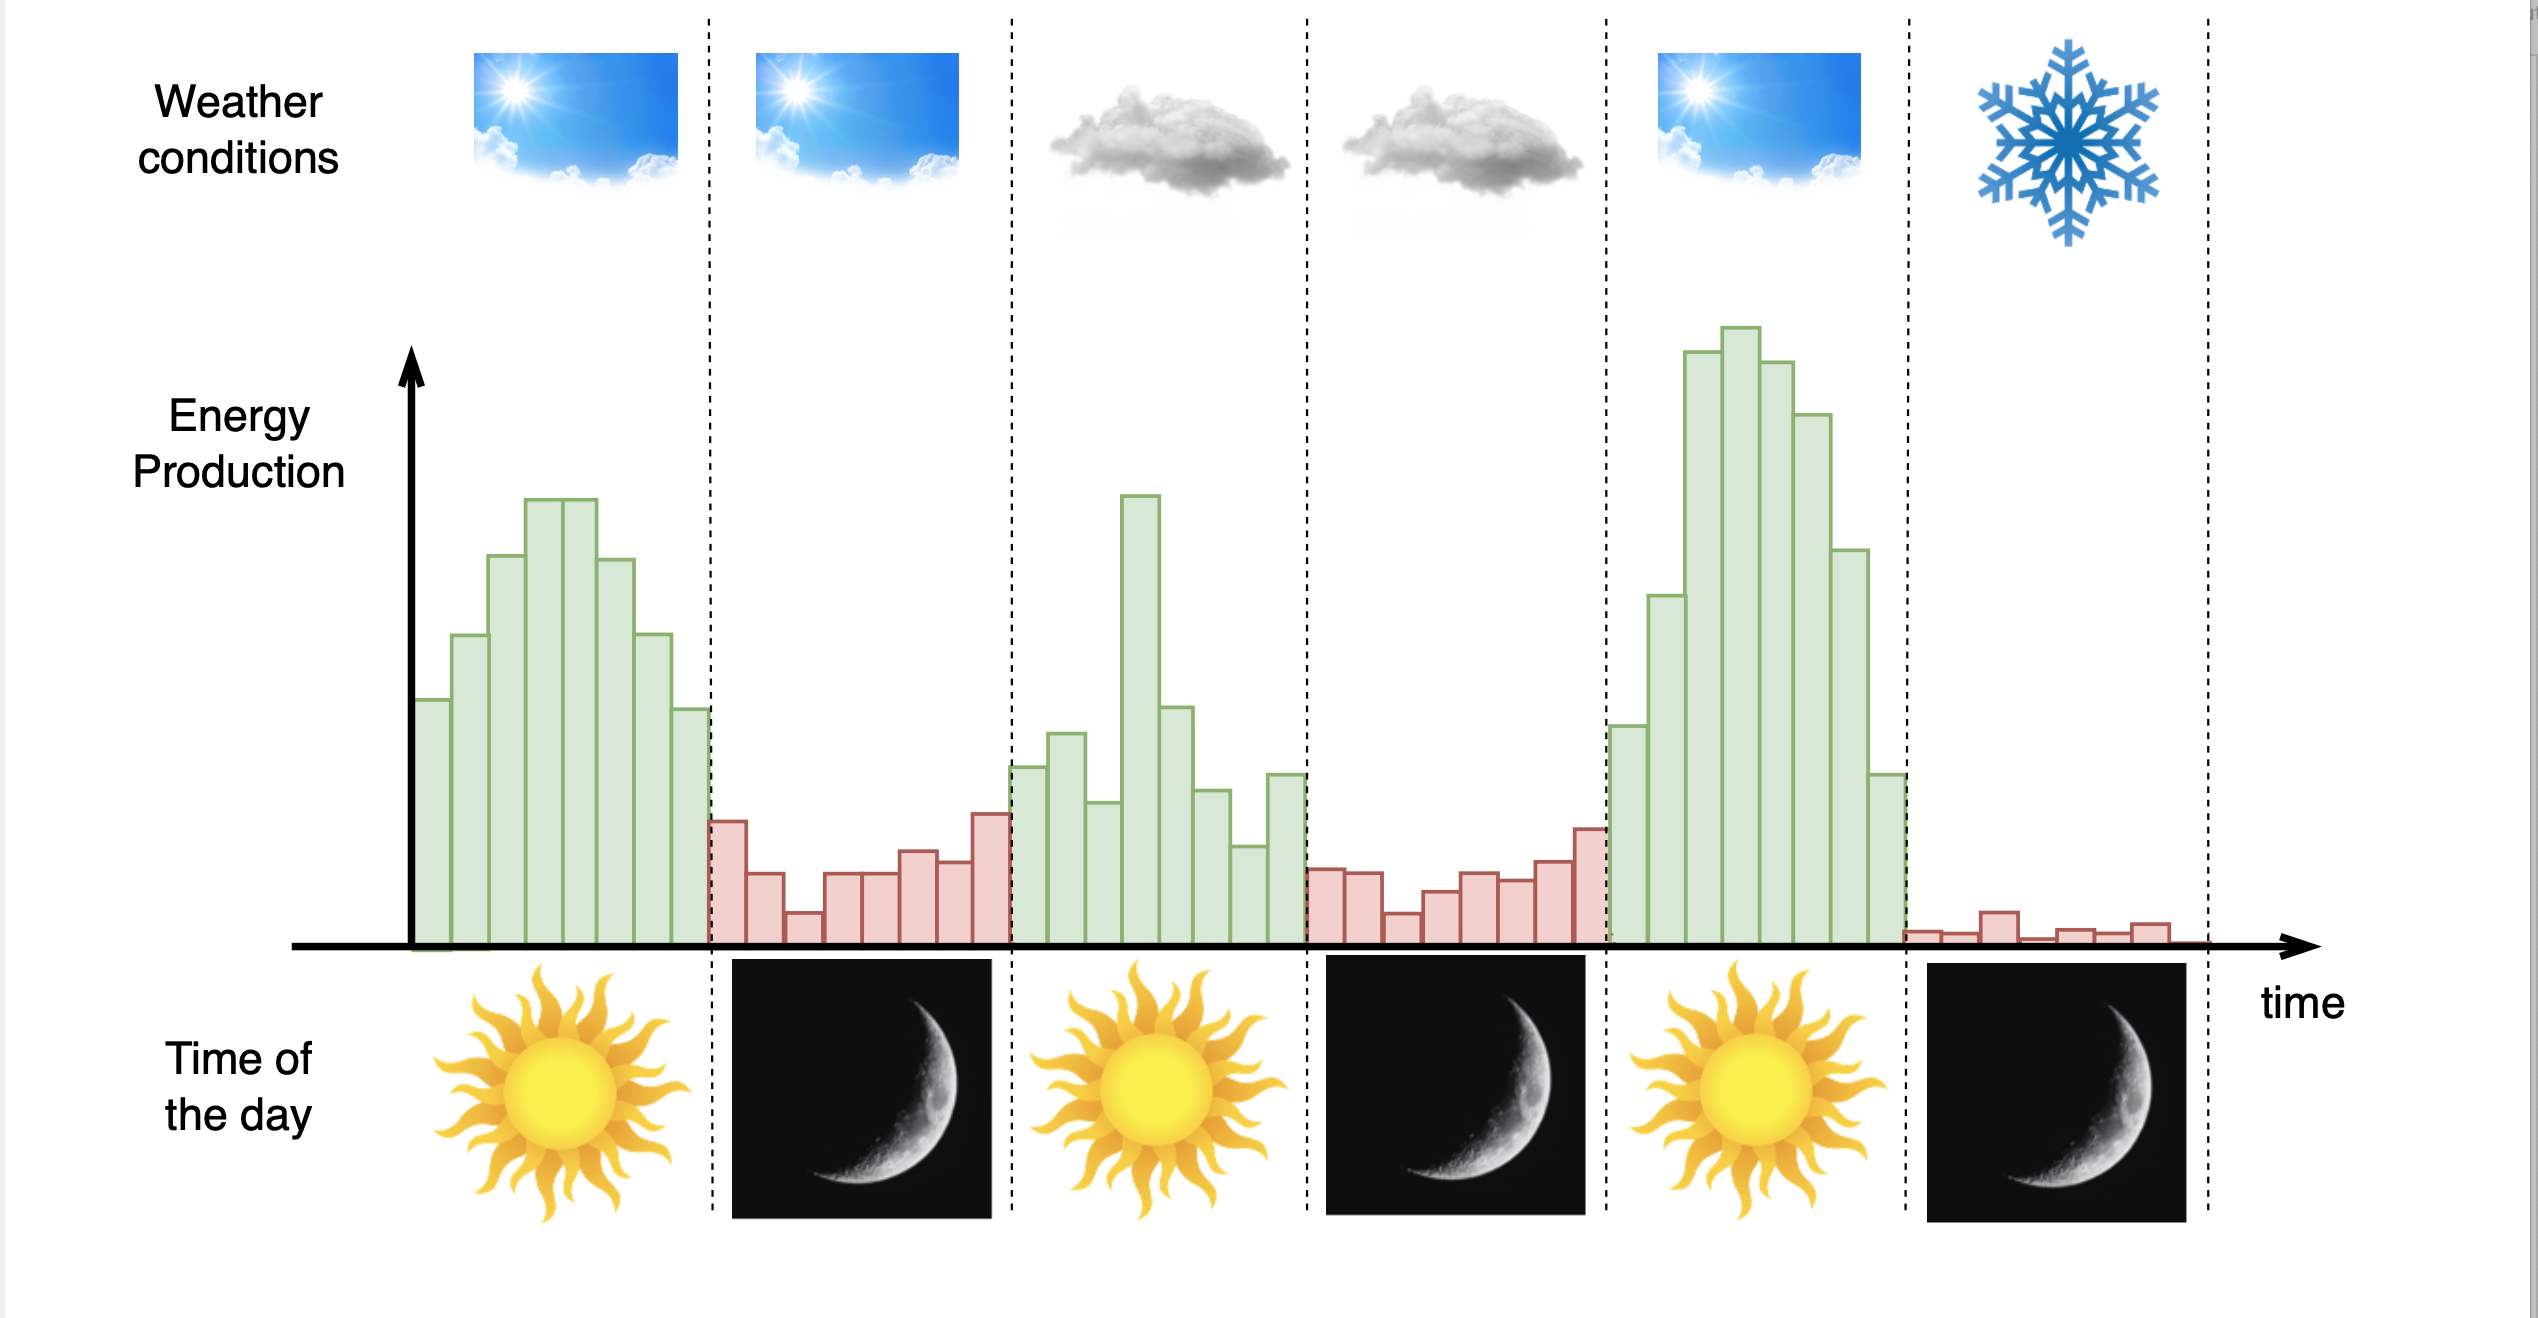 Weather
conditions
Energy
Production
time
Time of
the day